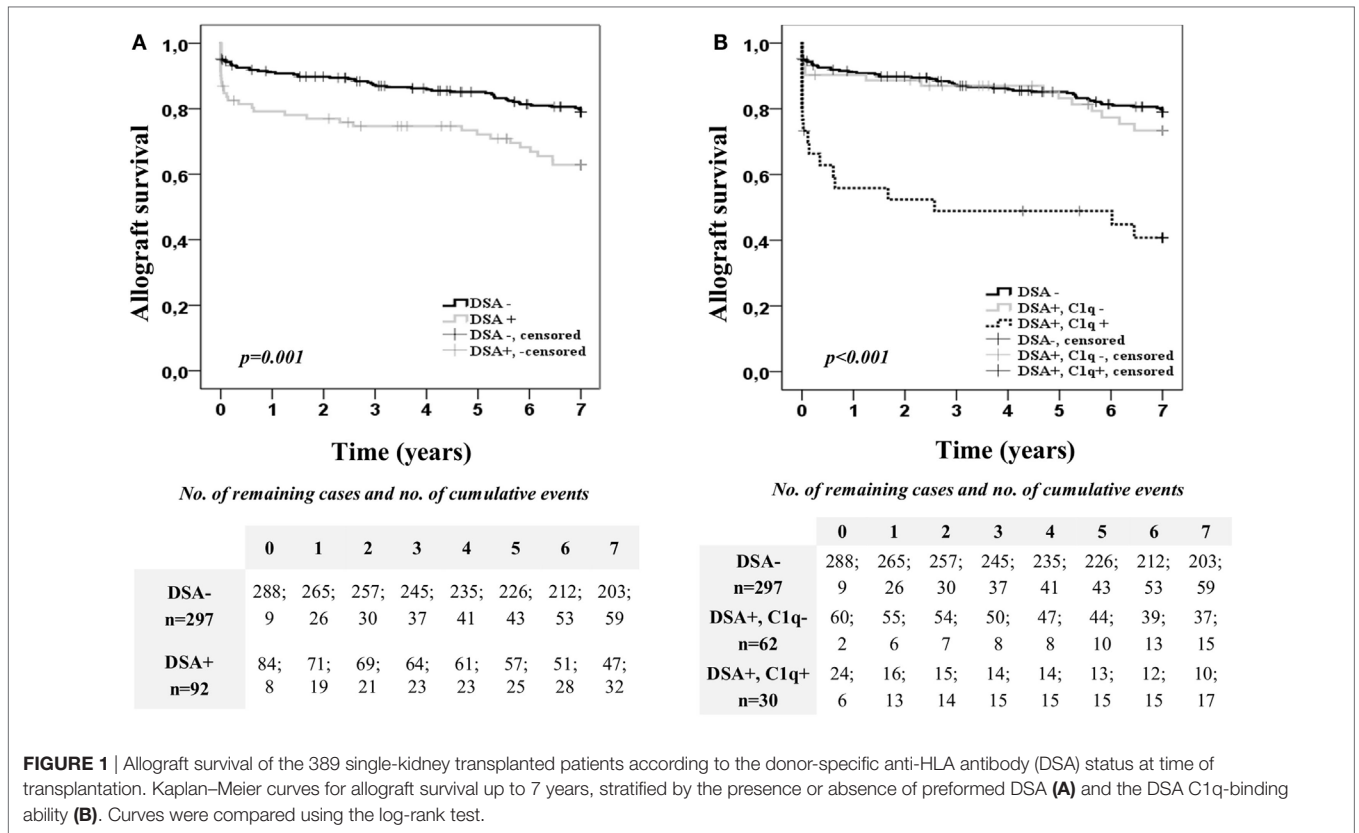 A
1,0
0,8
0,6
0,4
0,2
0,0
Allograft survival
DSA -
DSA +
DSA -, censored
DSA+, -censored
p=0.001
0 1 2 3 4 5 6 7
Time (years)
No. of remaining cases and no. of cumulative events
0 1 2 3 4 5 6 7
DSA- 288; 265; 257; 245; 235; 226; 212; 203;
n=297 9 26 30 37 41 43 53 59
DSA+ 84; 71; 69; 64; 61; 57; 51; 47;
n=92 8 19 21 23 23 25 28 32
B
1,0
0,8
0,6
0,4
0,2
0,0
Allograft survival
DSA -
DSA+, C1q -
DSA+, C1q +
DSA-, censored
DSA+, C1q -, censored
DSA+, C1q+, censored
p<0.001
0 1 2 3 4 5 6 7
Time (years)
No. of remaining cases and no. of cumulative events
0 1 2 3 4 5 6 7
DSA- 288; 265; 257; 245; 235; 226; 212; 203;
n=297 9 26 30 37 41 43 53 59
DSA+, C1q- 60; 55; 54; 50; 47; 44; 39; 37;
n=62 2 6 7 8 8 10 13 15
DSA+, C1q+ 24; 16; 15; 14; 14; 13; 12; 10;
n=30 6 13 14 15 15 15 15 17
FIGURE 1 | Allograft survival of the 389 single-kidney transplanted patients according to the donor-specific anti-HLA antibody (DSA) status at time of
transplantation. Kaplan–Meier curves for allograft survival up to 7 years, stratified by the presence or absence of preformed DSA (A) and the DSA C1q-binding
ability (B). Curves were compared using the log-rank test.